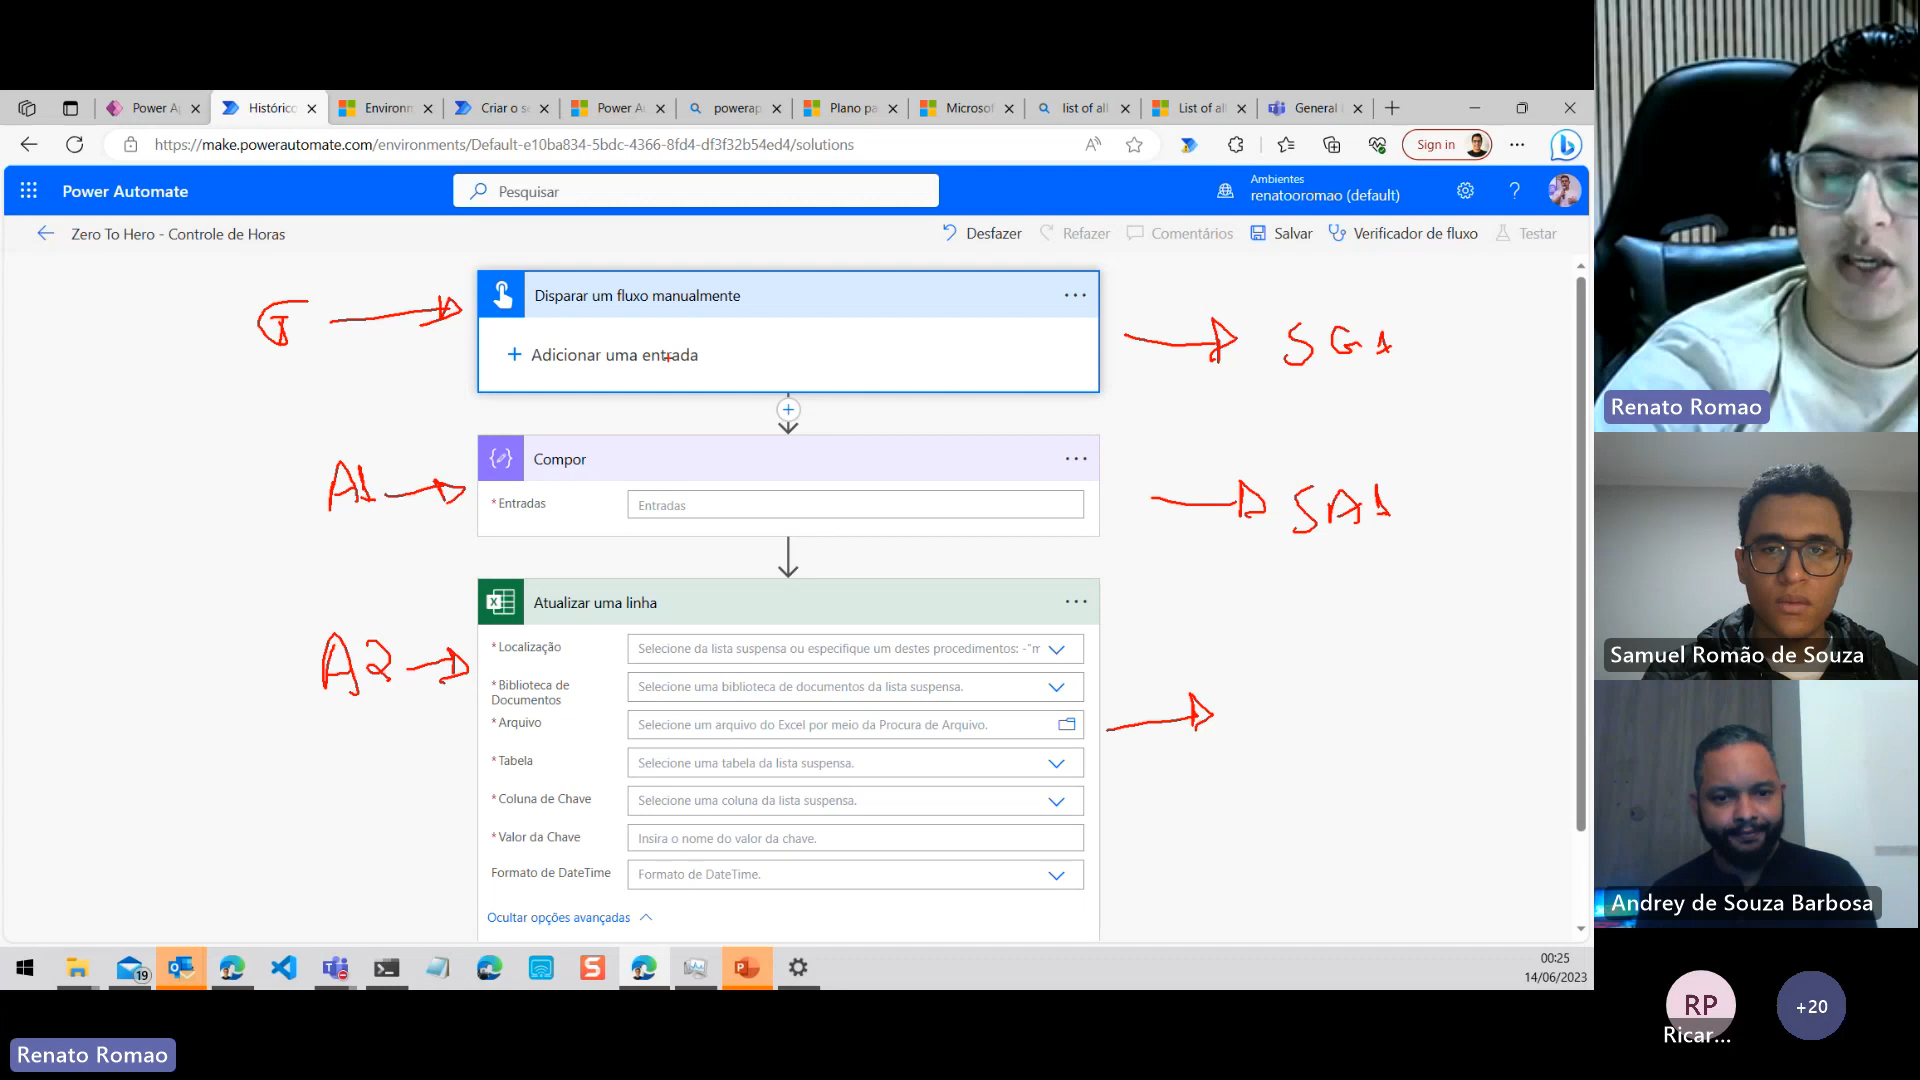 Power A
Histórico
Environm
Criar o se
Power A
powerap
Plano pa
Microsof
list of all
List of all
General
https://make.powerautomate.com/environments/Default-e10ba834-5bdc-4366-8fd4-df3f32b54ed4/solutions
Sign in
Power Automate
Pesquisar
Ambientes
renatooromao (default)
Zero To Hero - Controle de Horas
Desfazer
Refazer
Comentários
Salvar
Verificador de fluxo
Testar
Disparar um fluxo manualmente
Adicionar uma entrada
G
SG1
Compor
* Entradas
Entradas
A1
SA1
Atualizar uma linha
A2
* Localização
Selecione da lista suspensa ou especifique um destes procedimentos: -"m
* Biblioteca de
Documentos
Selecione uma biblioteca de documentos da lista suspensa.
* Arquivo
Selecione um arquivo do Excel por meio da Procura de Arquivo.
* Tabela
Selecione uma tabela da lista suspensa.
* Coluna de Chave
Selecione uma coluna da lista suspensa.
* Valor da Chave
Insira o nome do valor da chave.
Formato de DateTime
Formato de DateTime.
Ocultar opções avançadas
19
00:25
14/06/2023
Renato Romao
Samuel Romão de Souza
Andrey de Souza Barbosa
RP
Ricar...
+20
Renato Romao